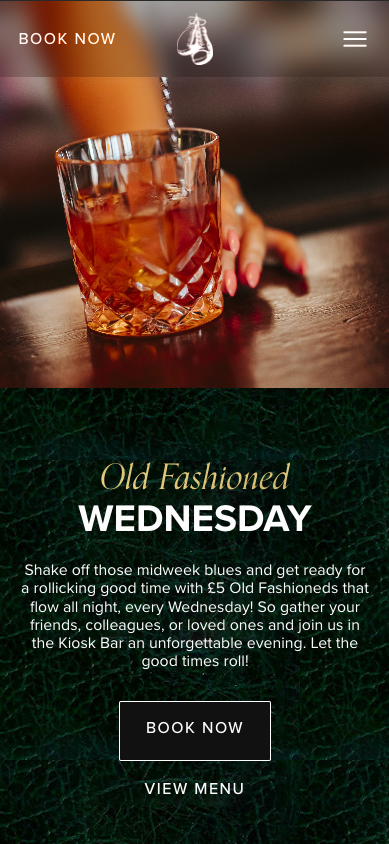 BOOK NOW
Old Fashioned
WEDNESDAY
Shake off those midweek blues and get ready for
a rollicking good time with £5 Old Fashioneds that
flow all night, every Wednesday! So gather your
friends, colleagues, or loved ones and join us in
the Kiosk Bar an unforgettable evening. Let the
good times roll!
BOOK NOW
VIEW MENU